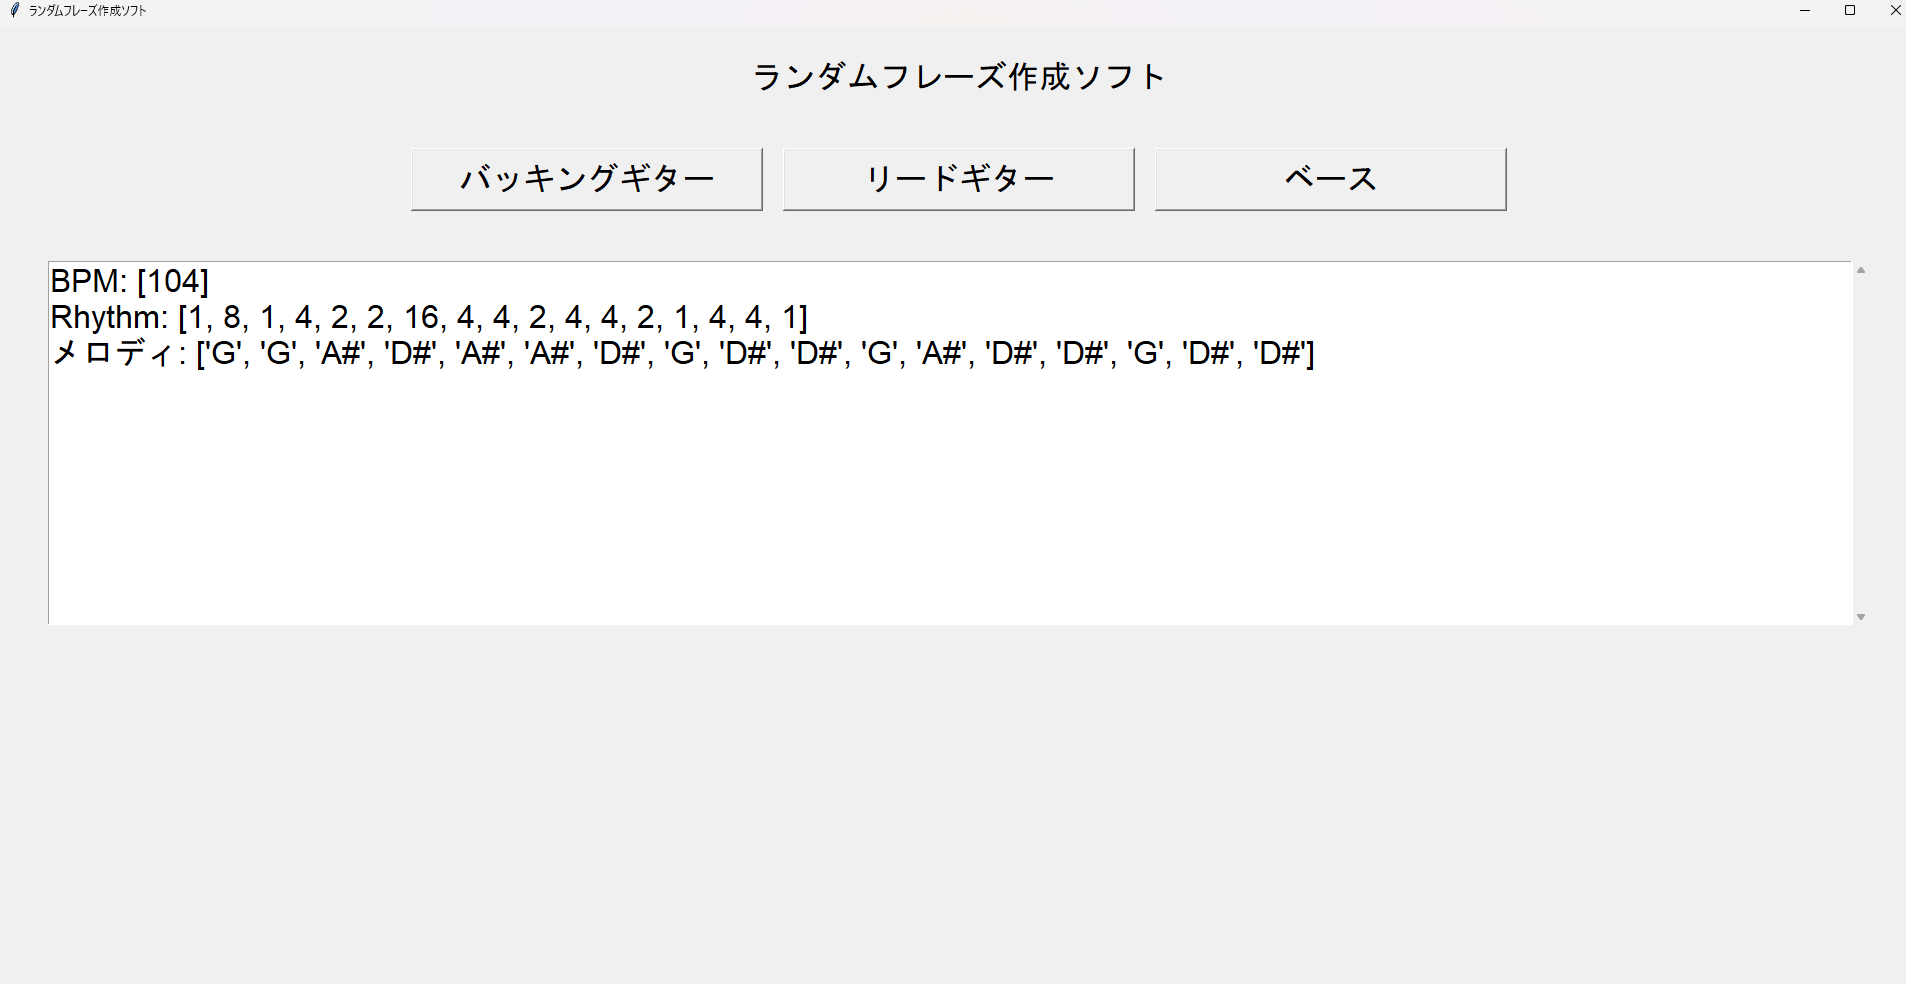 ランダムフレーズ作成ソフト
ランダムフレーズ作成ソフト
バッキングギター リードギター ベース
BPM: [104]
Rhythm: [1, 8, 1, 4, 2, 2, 16, 4, 4, 2, 4, 4, 2, 1, 4, 4, 1]
メロディ: ['G', 'G', 'A#', 'D#', 'A#', 'A#', 'D#', 'G', 'D#', 'D#', 'G', 'A#', 'D#', 'D#', 'G', 'D#', 'D#']